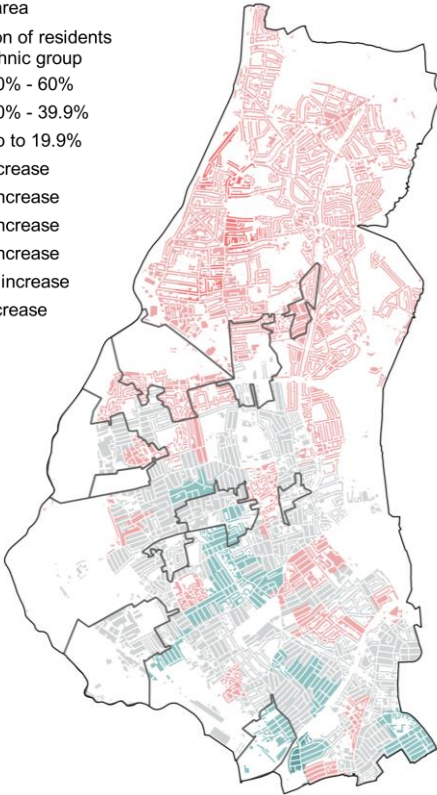 area
on of residents
hnic group
0% - 60%
0% - 39.9%
p to 19.9%
crease
ncrease
ncrease
ncrease
increase
crease